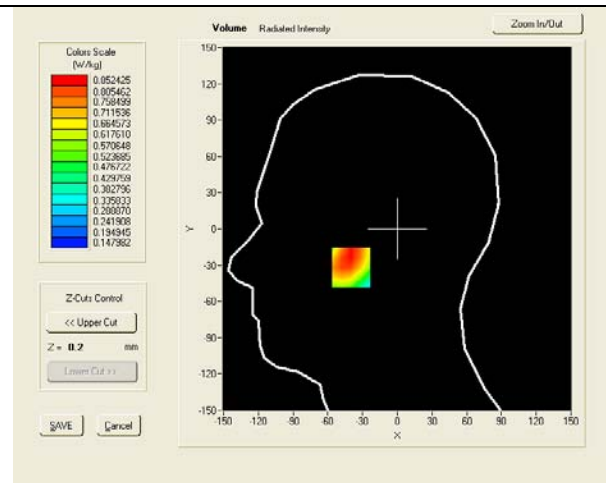 Volume Radiated Intensity
Zoom In/Out
Colors Scale
(W/kg)
0.852425
0.805462
0.758499
0.711536
0.664573
0.617610
0.570648
0.523685
0.476722
0.429759
0.382796
0.335833
0.288870
0.241908
0.194945
0.147982
Z-Cuts Control
<< Upper Cut
Z = 0.2 mm
Lower Cut >>
SAVE
Cancel
150
120
90
60
30
0
-30
-60
-90
-120
-150
Y
-150 -120 -90 -60 -30 0 30 60 90 120 150
X